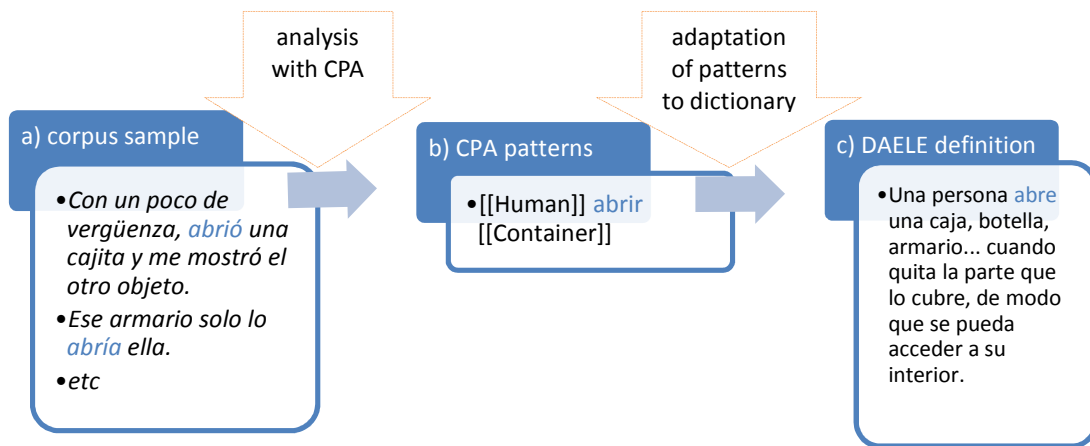 analysis
with CPA
adaptation
of patterns
to dictionary
a) corpus sample
•Con un poco de
vergüenza, abrió una
cajita y me mostró el
otro objeto.
•Ese armario solo lo
abría ella.
•etc
b) CPA patterns
•[[Human]] abrir
[[Container]]
c) DAELE definition
•Una persona abre
una caja, botella,
armario... cuando
quita la parte que
lo cubre, de modo
que se pueda
acceder a su
interior.